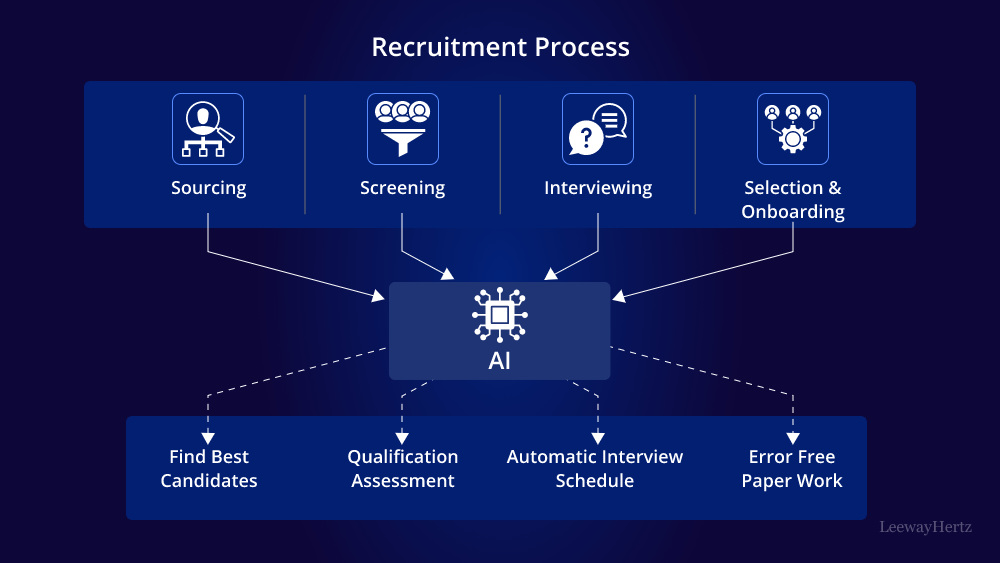 Recruitment Process
Sourcing
Screening
Interviewing
Selection &
Onboarding
?
AI
Find Best
Candidates
Qualification
Assessment
Automatic Interview
Schedule
Error Free
Paper Work
LeewayHertz